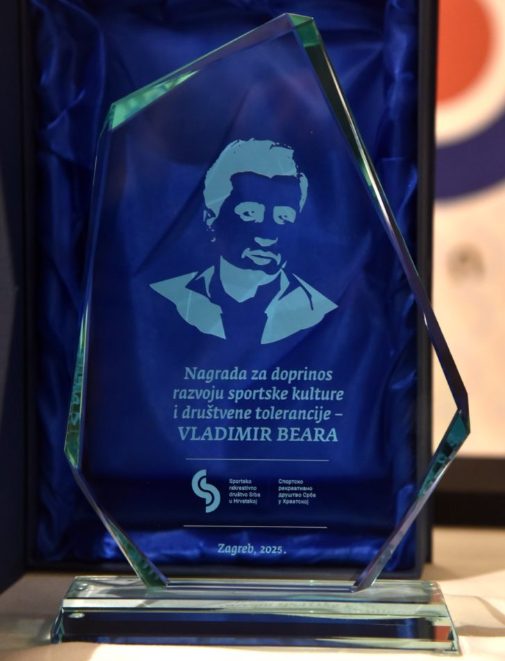 Nagrada za doprinos
razvoju sportske kulture
i društvene tolerancije –
VLADIMIR BEARA
Sportsko
rekreativno
društvo Srba
u Hrvatskoj
Спортско
рекреативно
друштво Срба
у Хрватској
Zagreb, 2025.